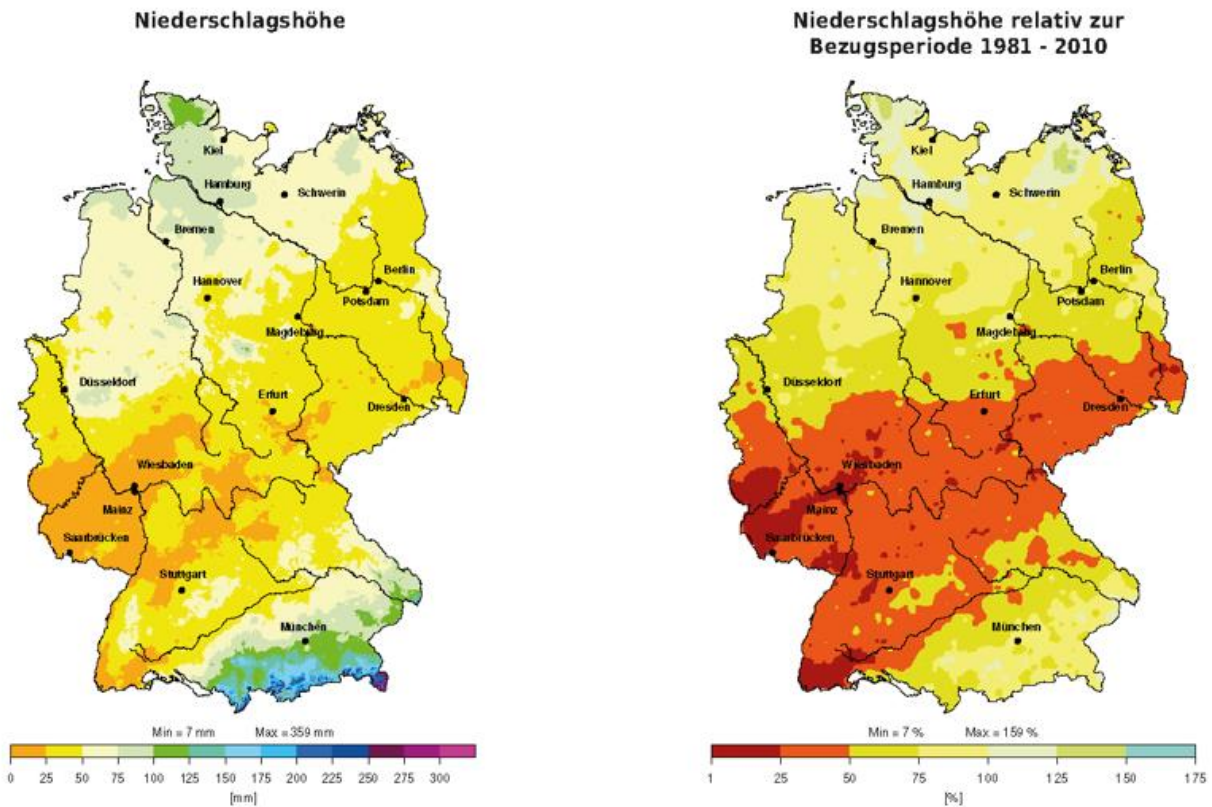 Niederschlagshöhe
Kiel
Hamburg
Schwerin
Bremen
Hannover
Berlin
Potsdam
Magdeburg
Düsseldorf
Erfurt
Dresden
Wiesbaden
Mainz
Saarbrücken
Stuttgart
München
Min = 7 mm Max = 359 mm
0 25 50 75 100 125 150 175 200 225 250 275 300
[mm]
Niederschlagshöhe relativ zur
Bezugsperiode 1981 - 2010
Kiel
Hamburg
Schwerin
Bremen
Hannover
Berlin
Potsdam
Magdeburg
Düsseldorf
Erfurt
Dresden
Wiesbaden
Mainz
Saarbrücken
Stuttgart
München
Min = 7 % Max = 159 %
1 25 50 75 100 125 150 175
[%]